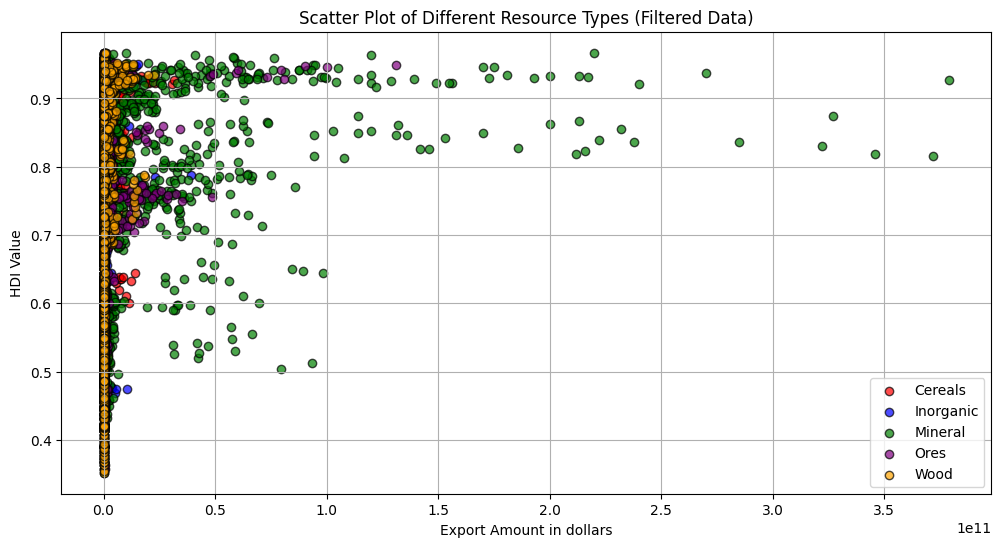 Scatter Plot of Different Resource Types (Filtered Data)
HDI Value
0.9
0.8
0.7
0.6
0.5
0.4
Cereals
Inorganic
Mineral
Ores
Wood
0.0 0.5 1.0 1.5 2.0 2.5 3.0 3.5
1e11
Export Amount in dollars